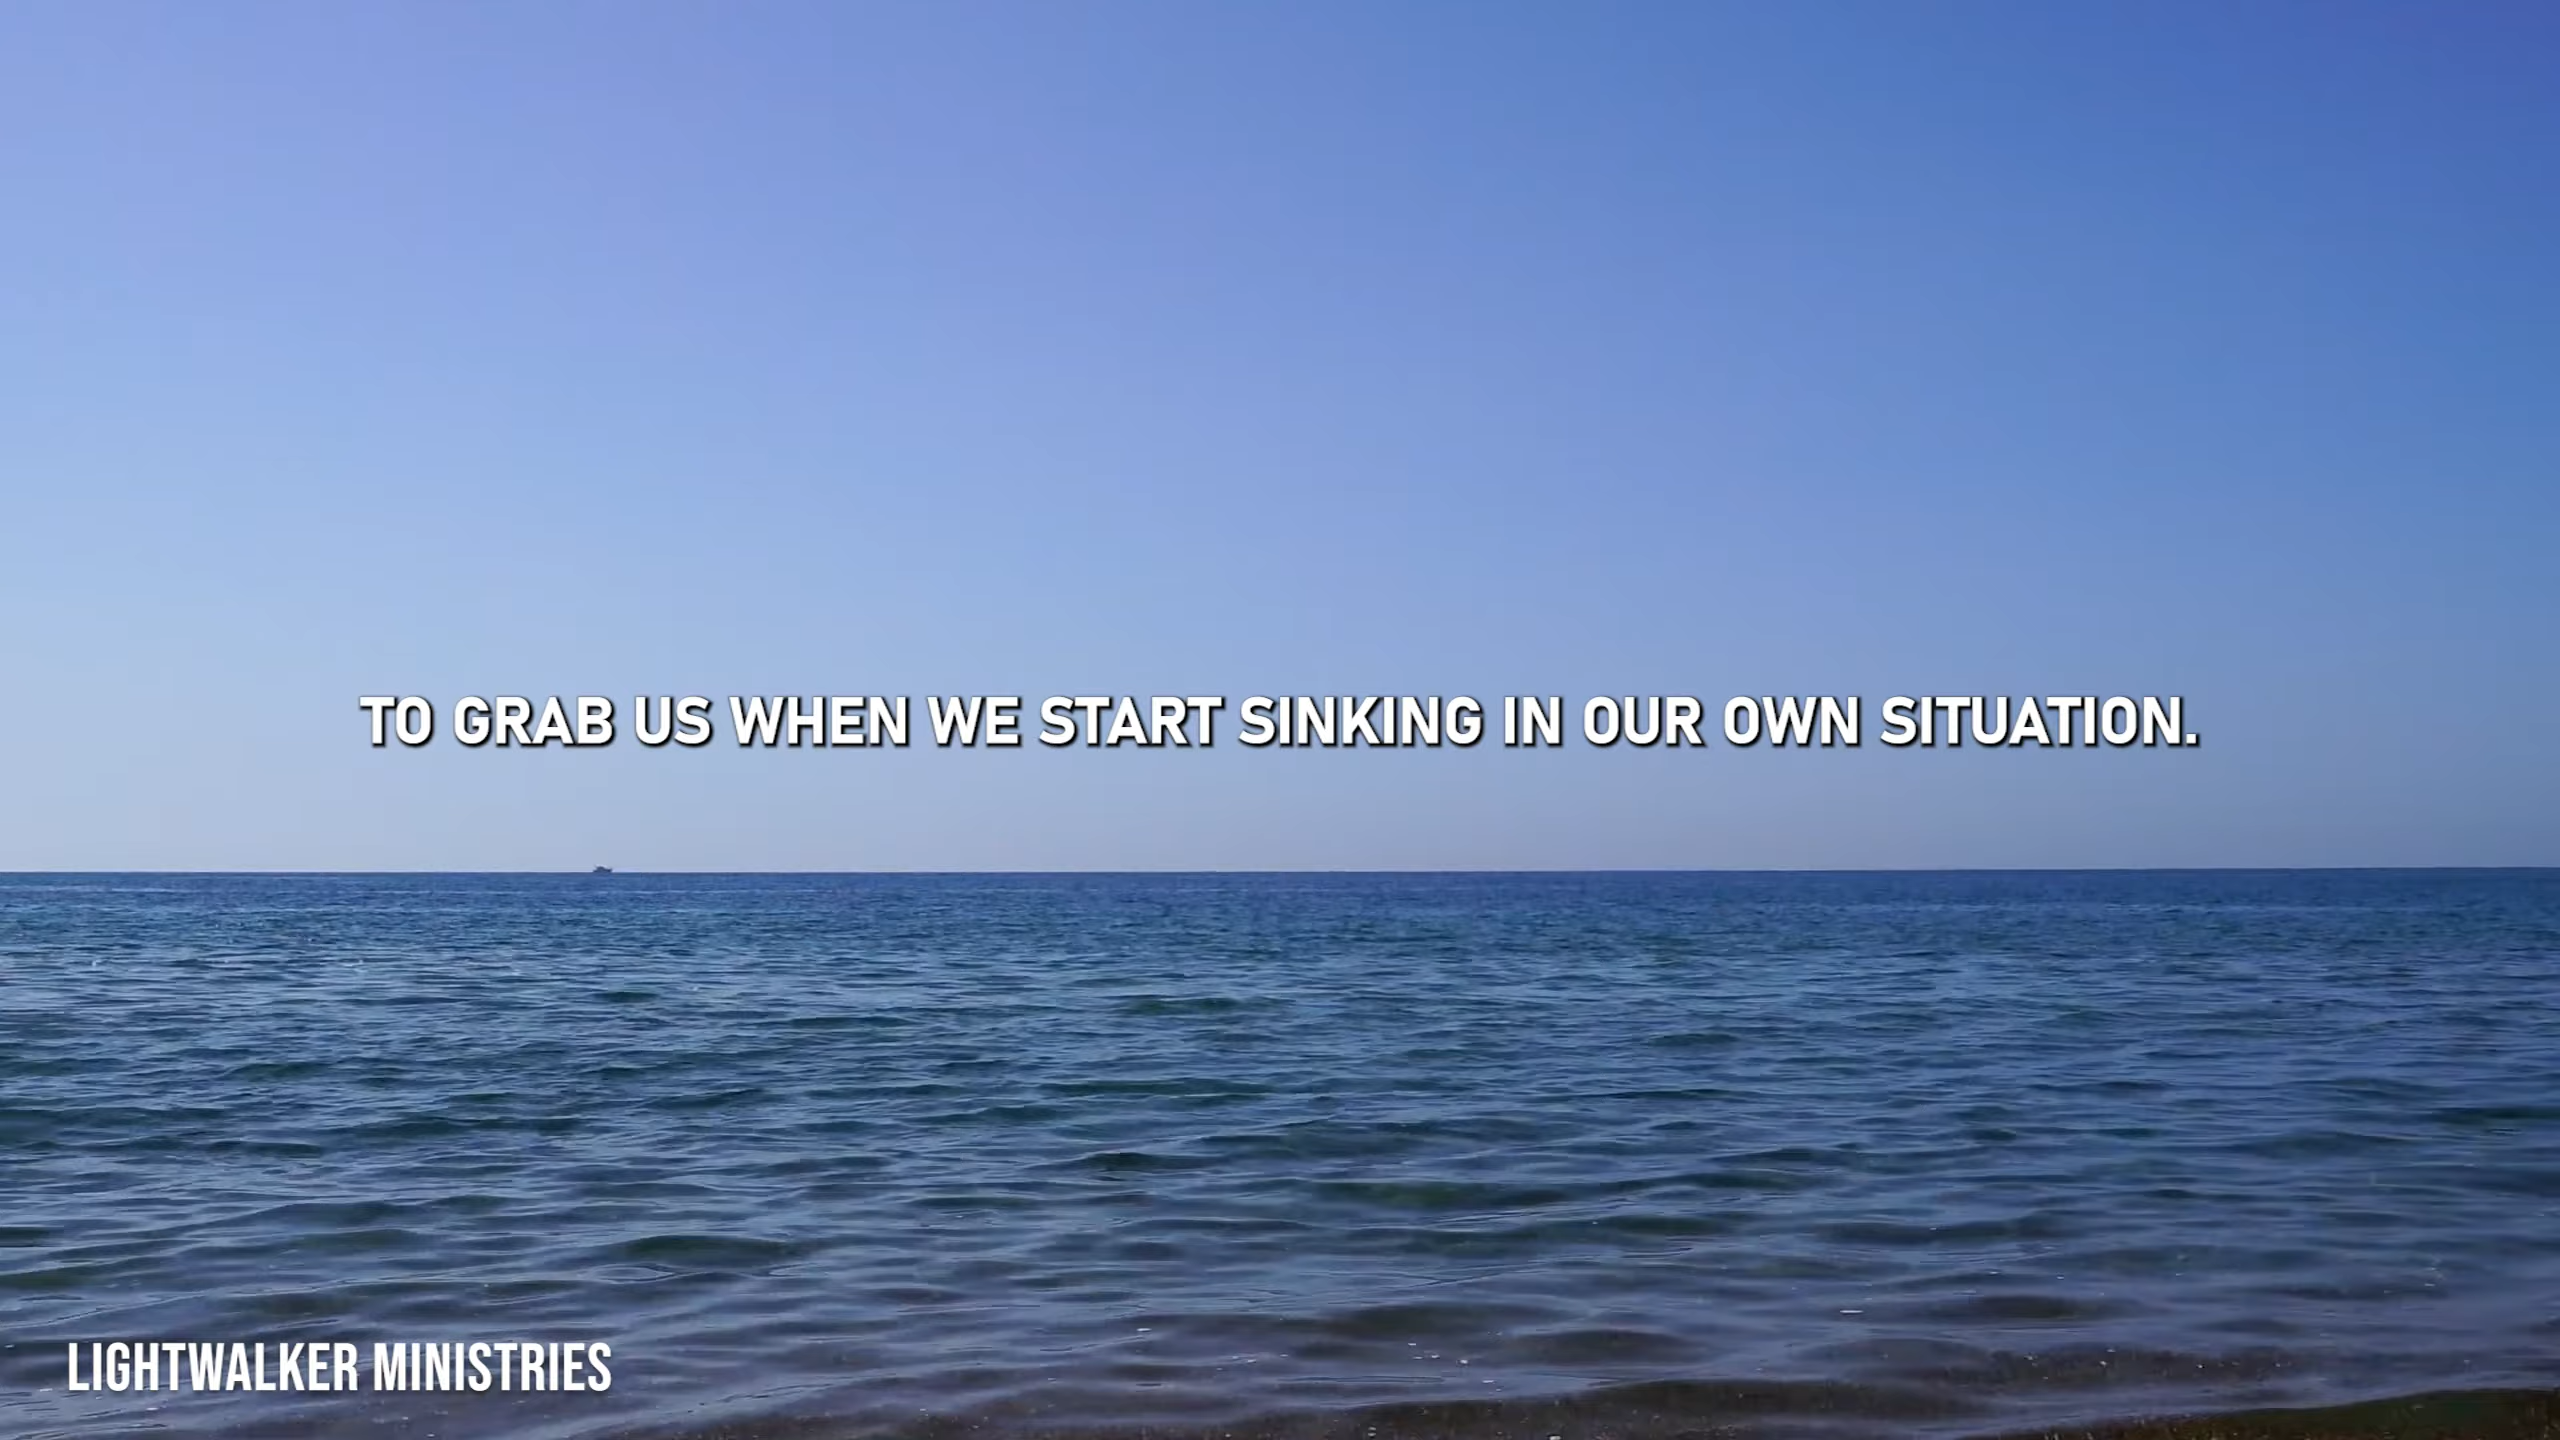 TO GRAB US WHEN WE START SINKING IN OUR OWN SITUATION.
LIGHTWALKER MINISTRIES